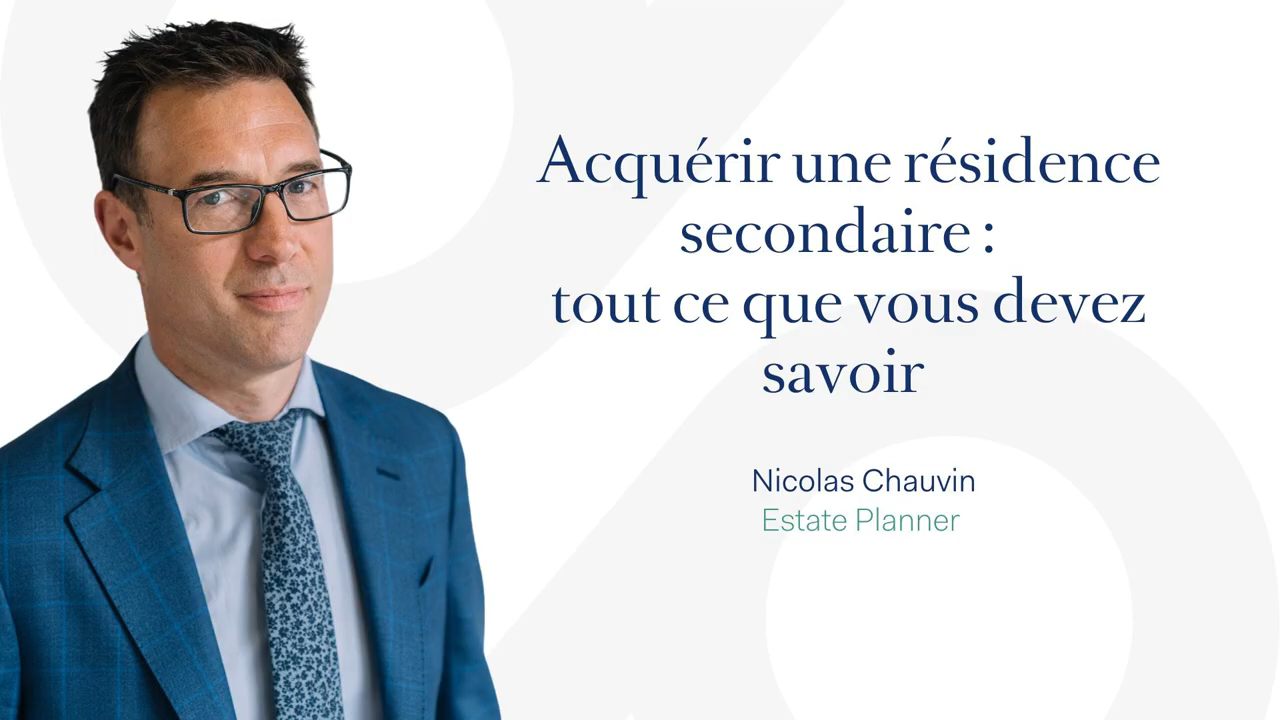 Acquérir une résidence
secondaire :
tout ce que vous devez
savoir
Nicolas Chauvin
Estate Planner